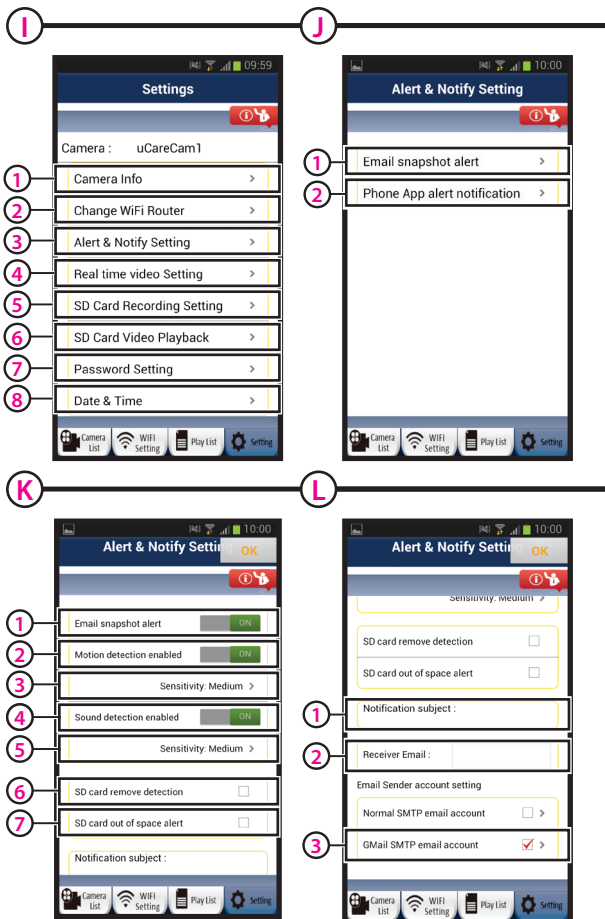 I
09:59
Settings
Camera : uCareCam1
1 Camera Info >
2 Change WiFi Router >
3 Alert & Notify Setting >
4 Real time video Setting >
5 SD Card Recording Setting >
6 SD Card Video Playback >
7 Password Setting >
8 Date & Time >
Camera List
WIFI Setting
Play List
Setting
J
10:00
Alert & Notify Setting
1 Email snapshot alert >
2 Phone App alert notification >
Camera List
WIFI Setting
Play List
Setting
K
10:00
Alert & Notify Settin
OK
1 Email snapshot alert ON
2 Motion detection enabled ON
3 Sensitivity: Medium >
4 Sound detection enabled ON
5 Sensitivity: Medium >
6 SD card remove detection
7 SD card out of space alert
Notification subject :
Camera List
WIFI Setting
Play List
Setting
L
10:00
Alert & Notify Settin
OK
Sensitivity: Medium >
SD card remove detection
SD card out of space alert
1 Notification subject :
2 Receiver Email :
Email Sender account setting
Normal SMTP email account >
3 GMail SMTP email account >
Camera List
WIFI Setting
Play List
Setting